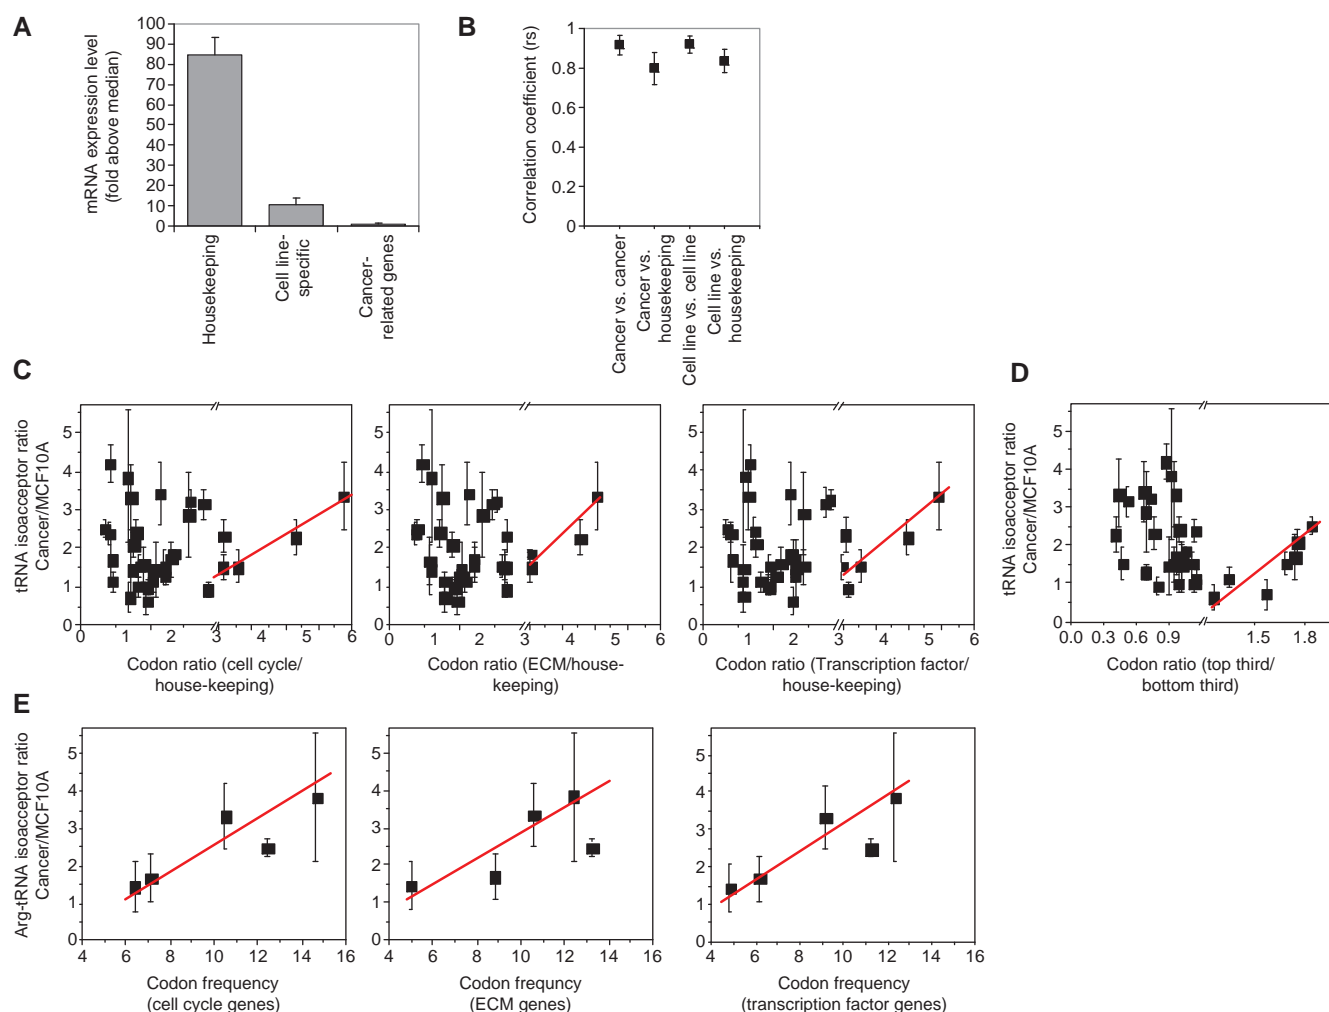 A
mRNA expression level
(fold above median)
100
90
80
70
60
50
40
30
20
10
0
Housekeeping
Cell line-
specific
Cancer-
related genes
B
Correlation coefficient (rs)
1
0.8
0.6
0.4
0.2
0
Cancer vs. cancer
Cancer vs.
housekeeping
Cell line vs. cell line
Cell line vs.
housekeeping
C
tRNA isoacceptor ratio
Cancer/MCF10A
5
4
3
2
1
0
0 1 2 3 4 5 6
Codon ratio (cell cycle/
house-keeping)
5
4
3
2
1
0
0 1 2 3 4 5 6
Codon ratio (ECM/house-
keeping)
5
4
3
2
1
0
0 1 2 3 4 5 6
Codon ratio (Transcription factor/
house-keeping)
D
tRNA isoacceptor ratio
Cancer/MCF10A
5
4
3
2
1
0
0.0 0.3 0.6 0.9 1.5 1.8
Codon ratio (top third/
bottom third)
E
Arg-tRNA isoacceptor ratio
Cancer/MCF10A
5
4
3
2
1
0
4 6 8 10 12 14 16
Codon frequency
(cell cycle genes)
5
4
3
2
1
0
4 6 8 10 12 14 16
Codon frequency
(ECM genes)
5
4
3
2
1
0
4 6 8 10 12 14 16
Codon frequency
(transcription factor genes)